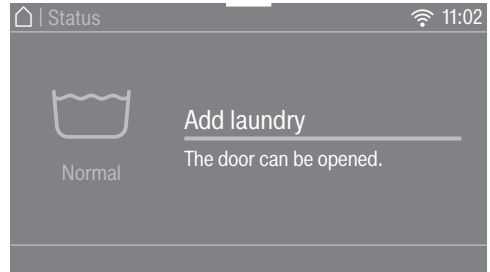 | Status
11:02
Add laundry
The door can be opened.
Normal